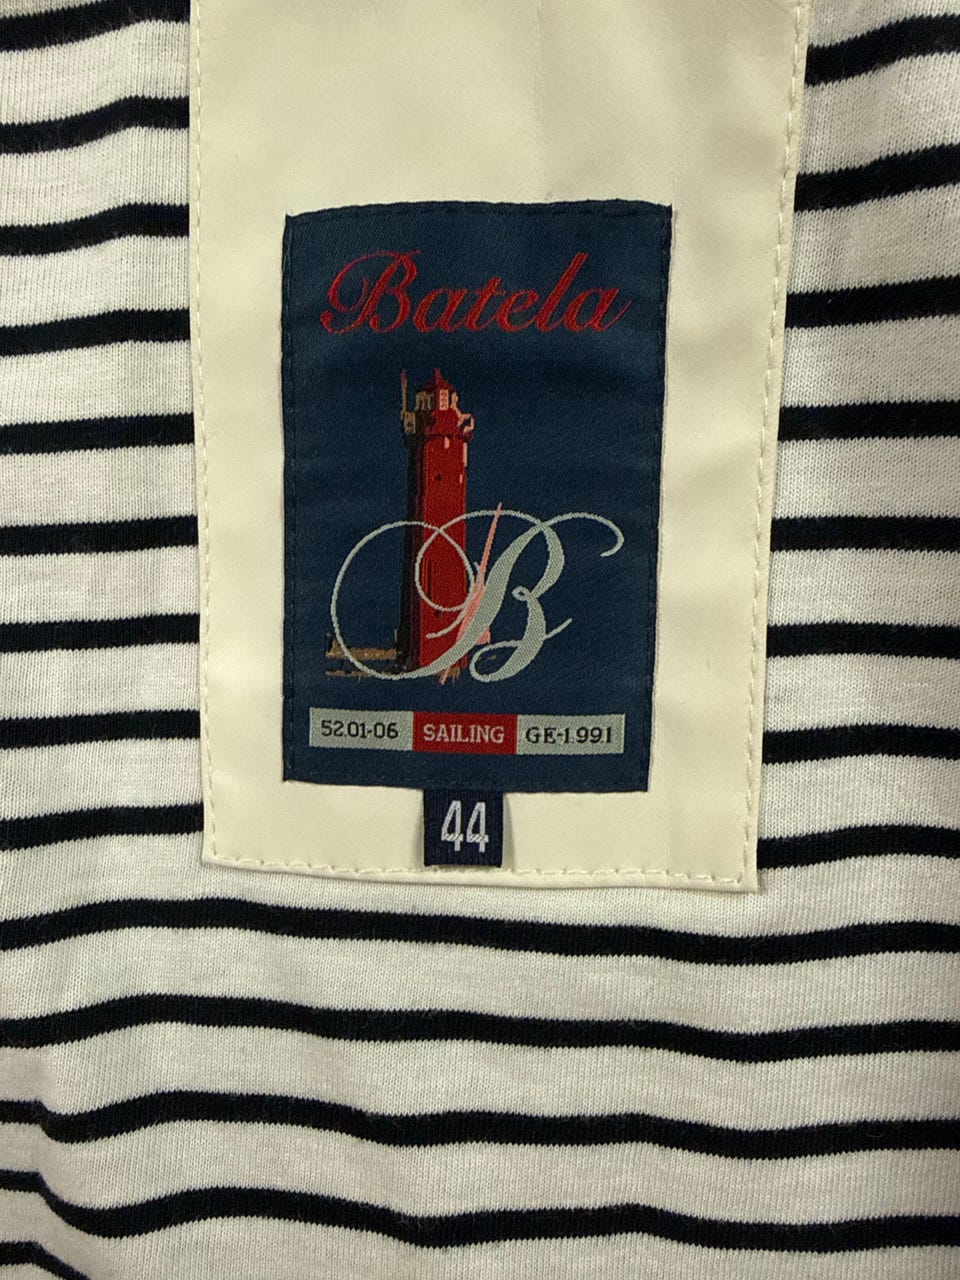 Batela
B
52.01-06 SAILING GE-1.991
44